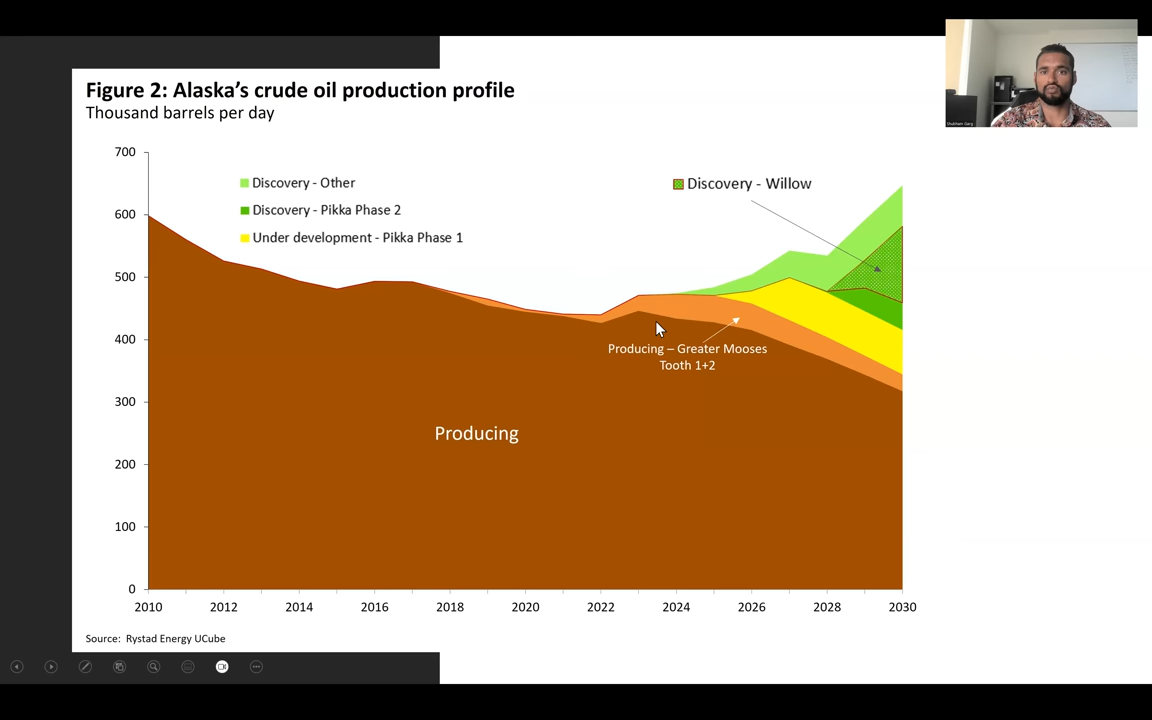 Figure 2: Alaska's crude oil production profile
Thousand barrels per day
700
600
500
400
300
200
100
0
Discovery - Other
Discovery - Pikka Phase 2
Under development - Pikka Phase 1
Discovery - Willow
Producing – Greater Mooses
Tooth 1+2
Producing
2010 2012 2014 2016 2018 2020 2022 2024 2026 2028 2030
Source: Rystad Energy UCube
Shubham Garg